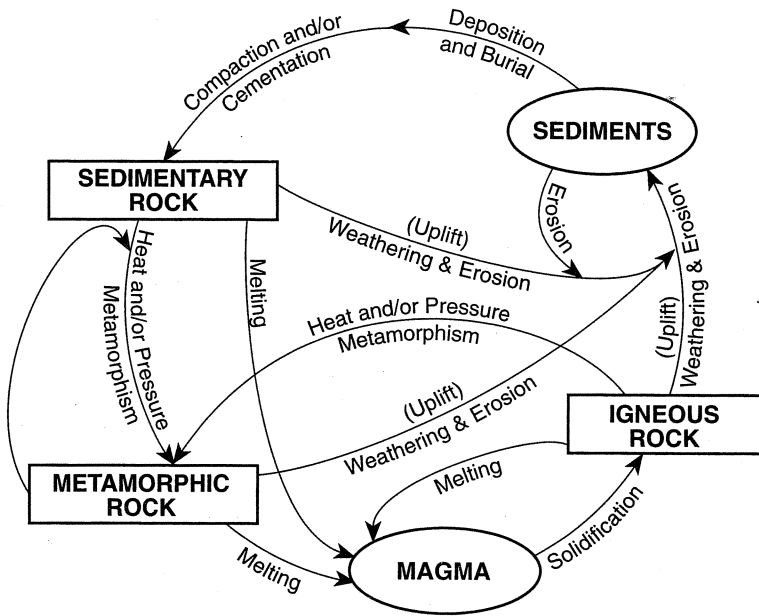 Deposition
and Burial
Compaction and/or
Cementation
SEDIMENTS
SEDIMENTARY
ROCK
Erosion
(Uplift)
Weathering & Erosion
Heat and/or Pressure
Metamorphism
Melting
(Uplift)
Weathering & Erosion
Heat and/or Pressure
Metamorphism
(Uplift)
Weathering & Erosion
IGNEOUS
ROCK
METAMORPHIC
ROCK
Melting
Solidification
Melting
MAGMA